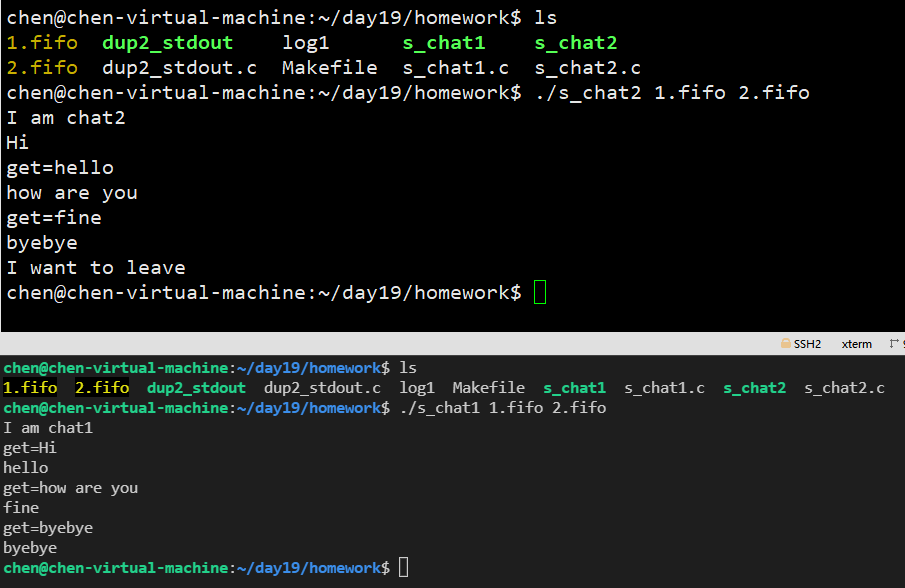 chen@chen-virtual-machine:~/day19/homework$ ls
1.fifo  dup2_stdout    log1      s_chat1    s_chat2
2.fifo  dup2_stdout.c  Makefile  s_chat1.c  s_chat2.c
chen@chen-virtual-machine:~/day19/homework$ ./s_chat2 1.fifo 2.fifo
I am chat2
Hi
get=hello
how are you
get=fine
byebye
I want to leave
chen@chen-virtual-machine:~/day19/homework$
SSH2 xterm
chen@chen-virtual-machine:~/day19/homework$ ls
1.fifo  2.fifo  dup2_stdout  dup2_stdout.c  log1  Makefile  s_chat1  s_chat1.c  s_chat2  s_chat2.c
chen@chen-virtual-machine:~/day19/homework$ ./s_chat1 1.fifo 2.fifo
I am chat1
get=Hi
hello
get=how are you
fine
get=byebye
byebye
chen@chen-virtual-machine:~/day19/homework$